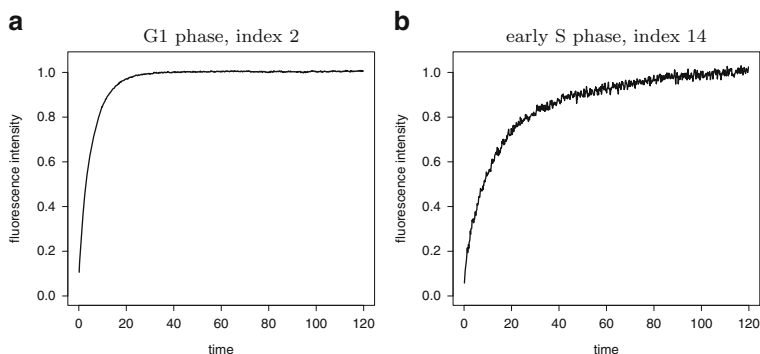 a
G1 phase, index 2
fluorescence intensity
1.0
0.8
0.6
0.4
0.2
0.0
0 20 40 60 80 100 120
time
b
early S phase, index 14
fluorescence intensity
1.0
0.8
0.6
0.4
0.2
0.0
0 20 40 60 80 100 120
time